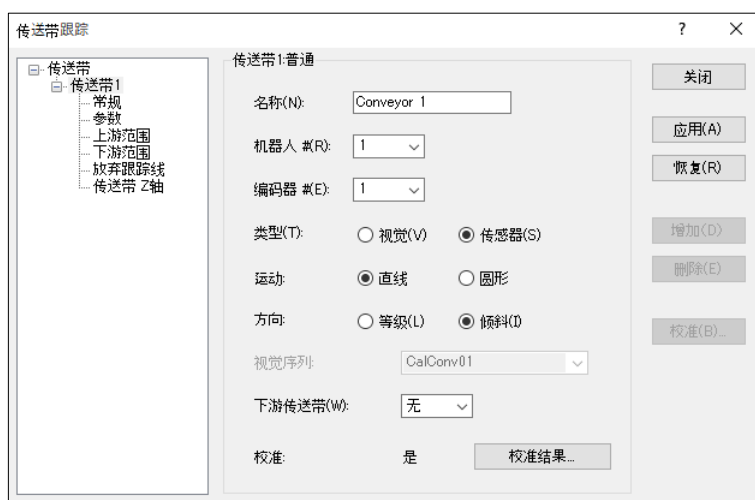 传送带跟踪
传送带
传送带1
常规
参数
上游范围
下游范围
放弃跟踪线
传送带 Z轴
传送带1:普通
名称(N): Conveyor 1
机器人 #(R): 1
编码器 #(E): 1
类型(T): 视觉(V) 传感器(S)
运动: 直线 圆形
方向: 等级(L) 倾斜(I)
视觉序列: CalConv01
下游传送带(W): 无
校准: 是 校准结果...
关闭
应用(A)
恢复(R)
增加(D)
删除(E)
校准(B)...